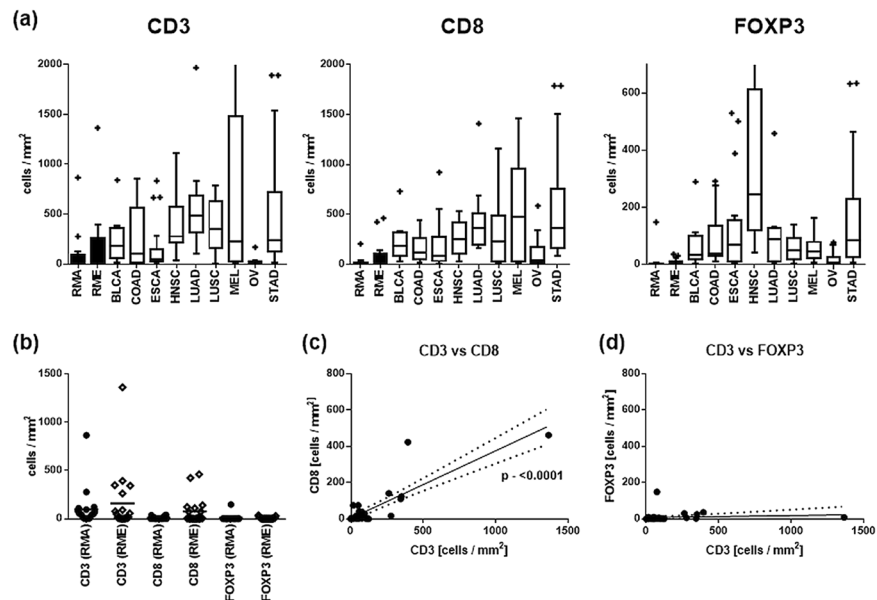 (a)
CD3
CD8
FOXP3
2000
1500
1000
500
0
cells / mm2
RMA
RME
BLCA
COAD
ESCA
HNSC
LUAD
LUSC
MEL
OV
STAD
2000
1500
1000
500
0
cells / mm2
RMA
RME
BLCA
COAD
ESCA
HNSC
LUAD
LUSC
MEL
OV
STAD
600
400
200
0
cells / mm2
RMA
RME
BLCA
COAD
ESCA
HNSC
LUAD
LUSC
MEL
OV
STAD
(b)
1500
1000
500
0
cells / mm2
CD3 (RMA)
CD3 (RME)
CD8 (RMA)
CD8 (RME)
FOXP3 (RMA)
FOXP3 (RME)
(c)
CD3 vs CD8
800
600
400
200
0
CD8 [cells / mm2]
p - <0.0001
0
500
1000
1500
CD3 [cells / mm2]
(d)
CD3 vs FOXP3
800
600
400
200
0
FOXP3 [cells / mm2]
0
500
1000
1500
CD3 [cells / mm2]